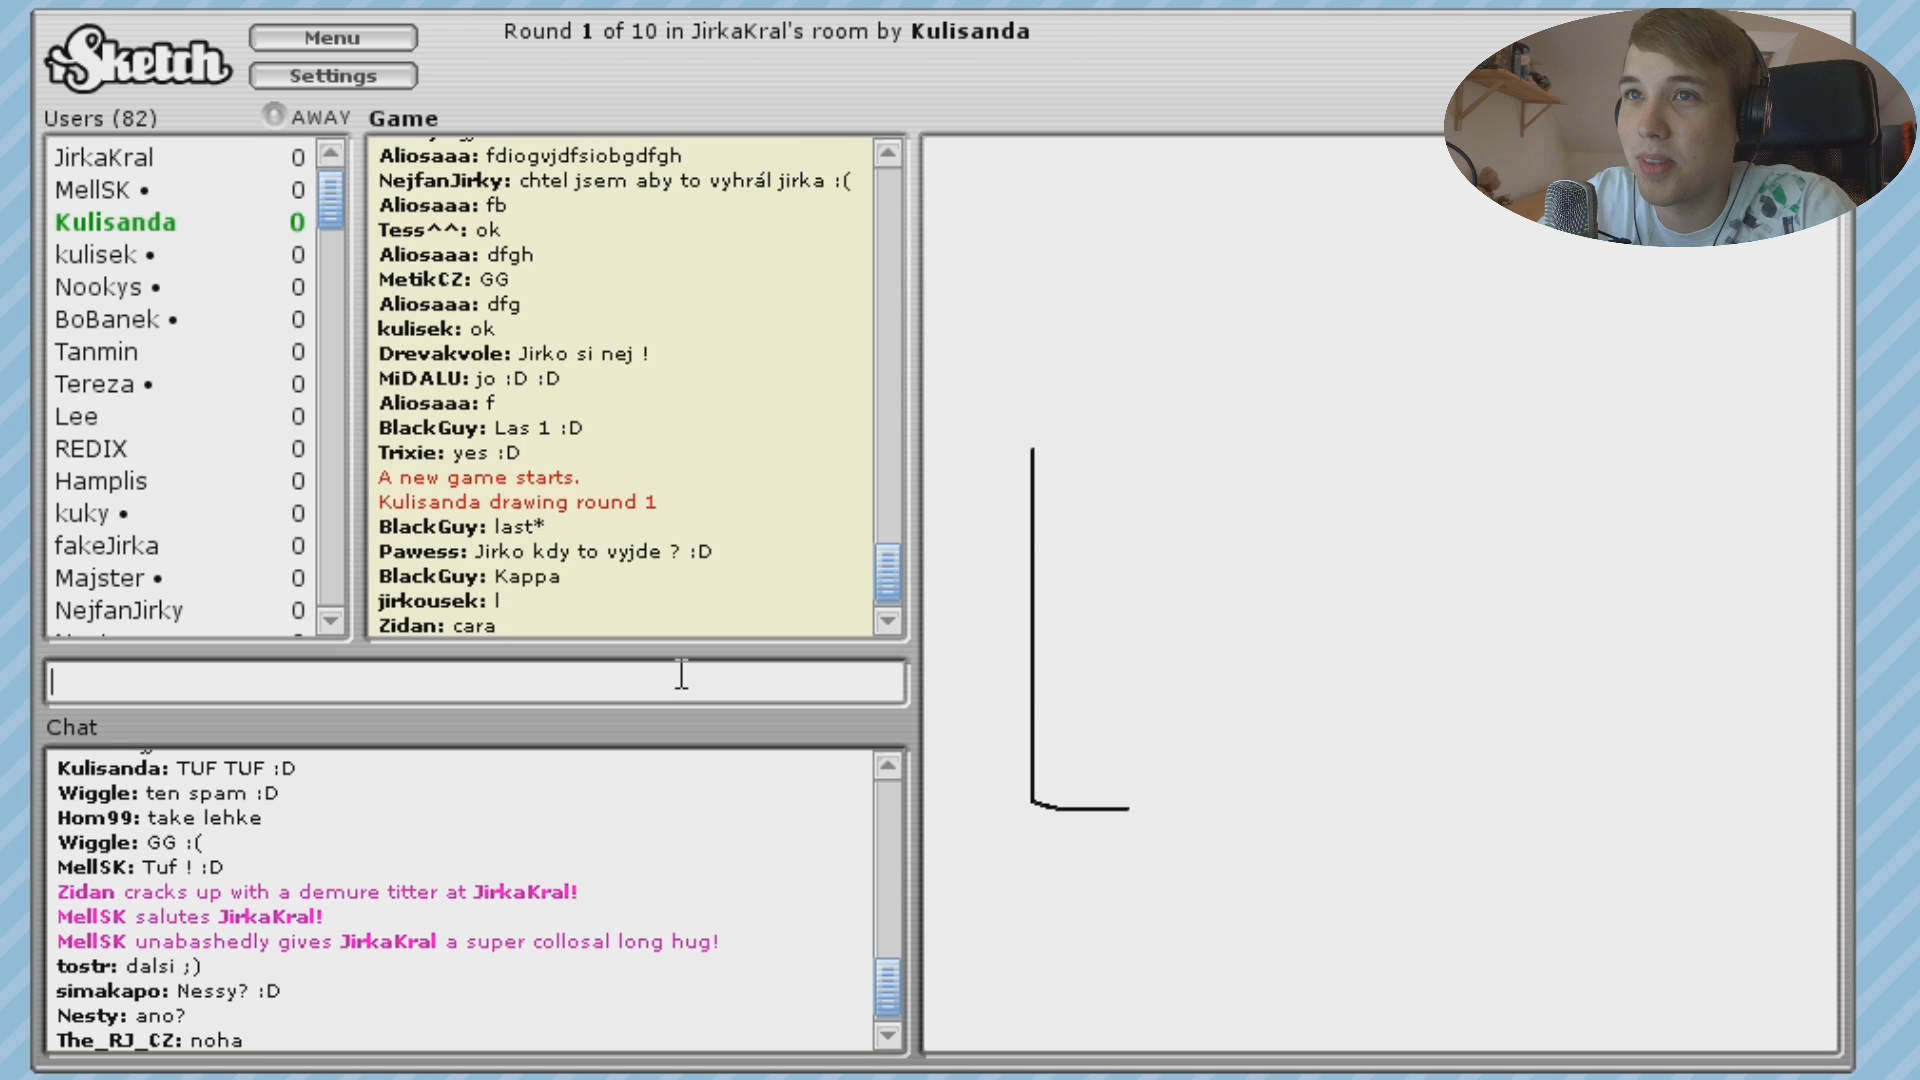 iSketch
Menu
Settings
Round 1 of 10 in JirkaKral's room by Kulisanda
Users (82)
AWAY
Game
JirkaKral 0
MellSK • 0
Kulisanda 0
kulisek • 0
Nookys • 0
BoBanek • 0
Tanmin 0
Tereza • 0
Lee 0
REDIX 0
Hamplis 0
kuky • 0
fakeJirka 0
Majster • 0
NejfanJirky 0
Aliosaaa: fdiogvjdfsiobgdfgh
NejfanJirky: chtel jsem aby to vyhrál jirka :(
Aliosaaa: fb
Tess^^: ok
Aliosaaa: dfgh
MetikCZ: GG
Aliosaaa: dfg
kulisek: ok
Drevakvole: Jirko si nej !
MiDALU: jo :D :D
Aliosaaa: f
BlackGuy: Las 1 :D
Trixie: yes :D
A new game starts.
Kulisanda drawing round 1
BlackGuy: last*
Pawess: Jirko kdy to vyjde ? :D
BlackGuy: Kappa
jirkousek: l
Zidan: cara
Chat
Kulisanda: TUF TUF :D
Wiggle: ten spam :D
Hom99: take lehke
Wiggle: GG :(
MellSK: Tuf ! :D
Zidan cracks up with a demure titter at JirkaKral!
MellSK salutes JirkaKral!
MellSK unabashedly gives JirkaKral a super collosal long hug!
tostr: dalsi ;)
simakapo: Nessy? :D
Nesty: ano?
The_RJ_CZ: noha